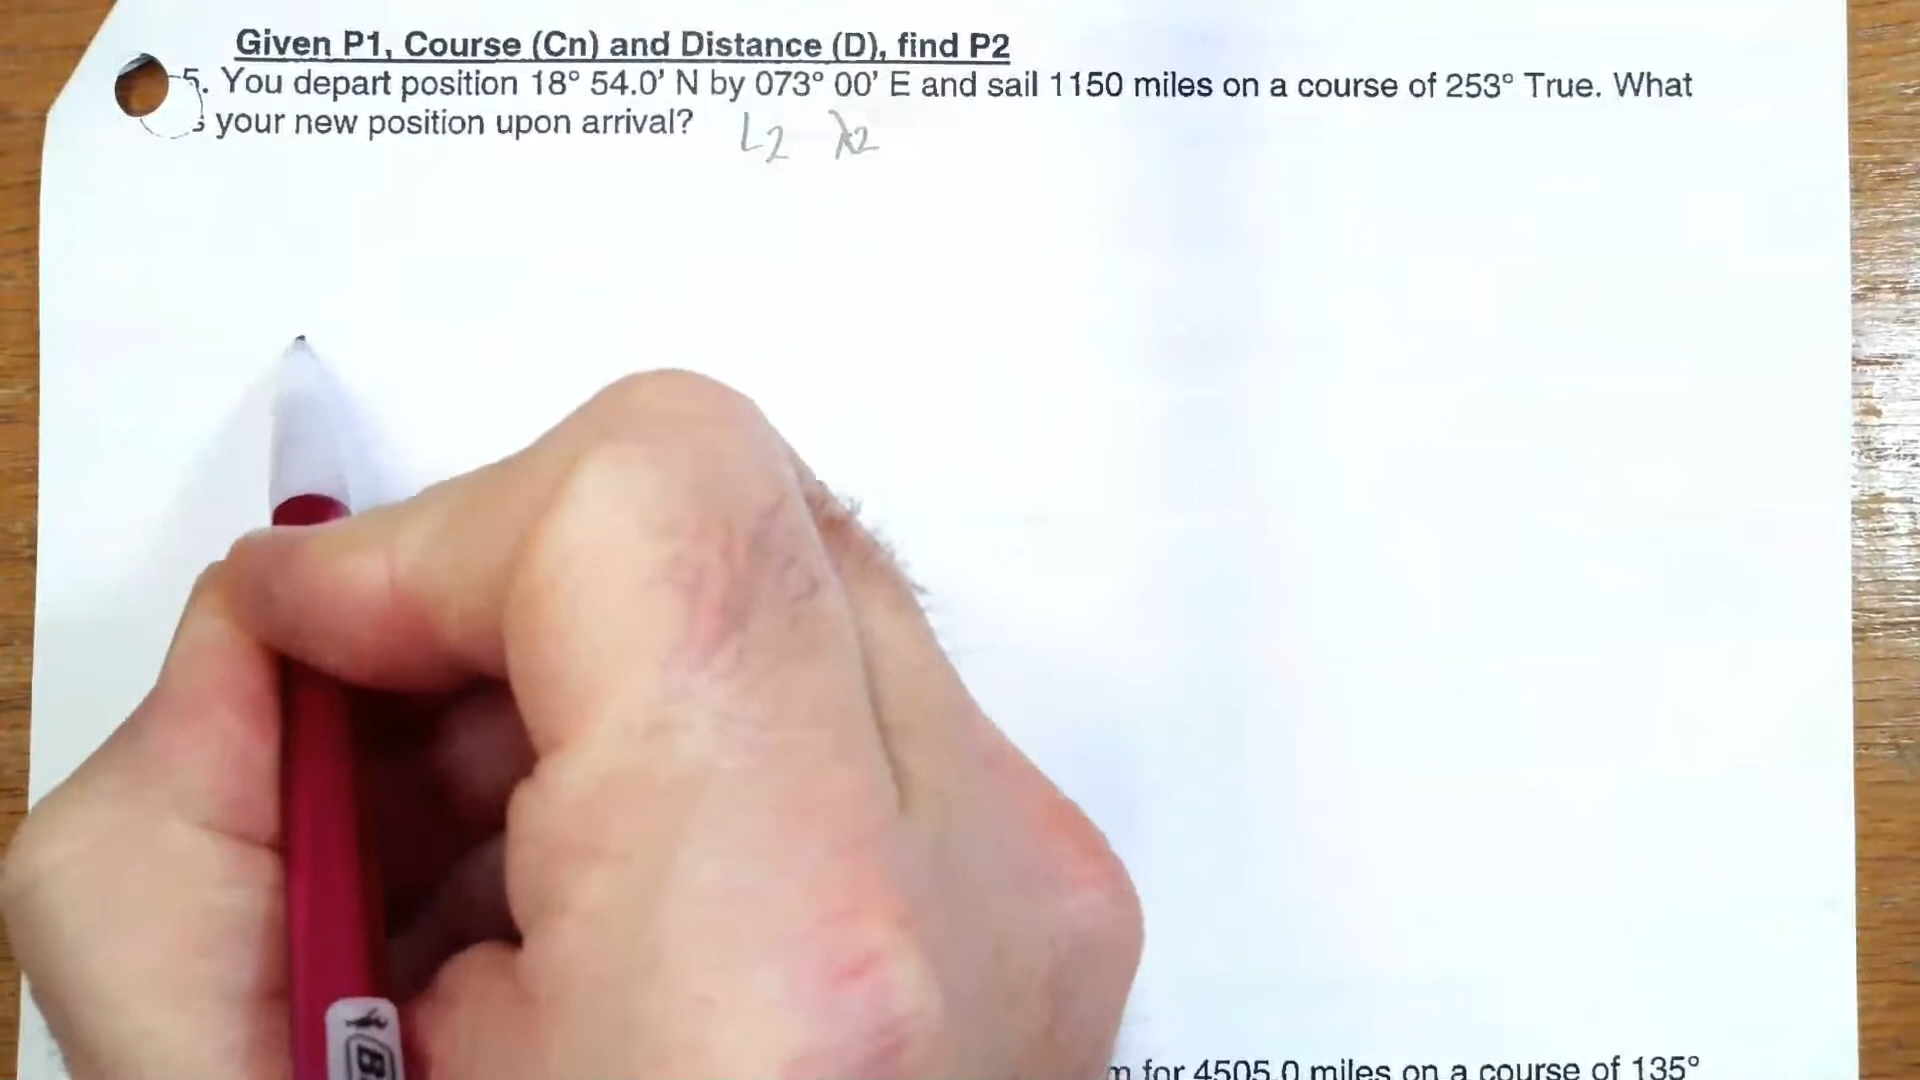 Given P1, Course (Cn) and Distance (D), find P2
5. You depart position 18° 54.0' N by 073° 00' E and sail 1150 miles on a course of 253° True. What
your new position upon arrival?
L2 λ2
for 4505.0 miles on a course of 135°